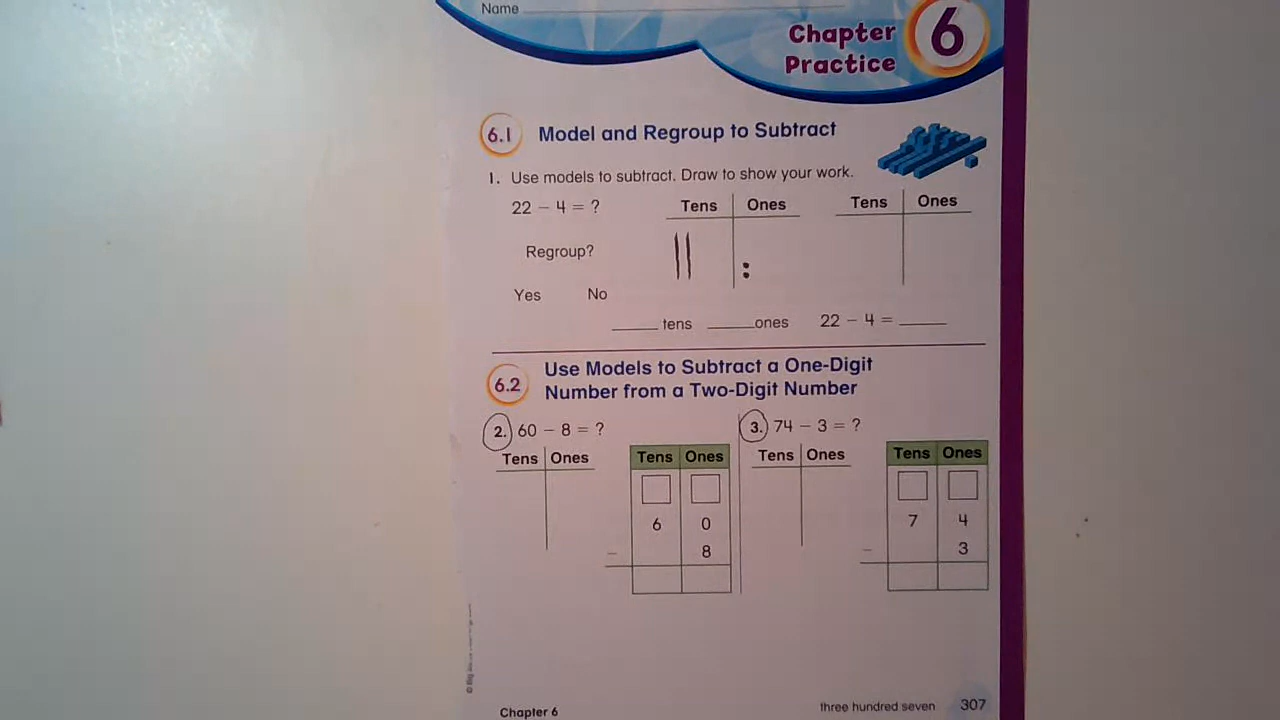 Name
Chapter
Practice
6
6.1 Model and Regroup to Subtract
1. Use models to subtract. Draw to show your work.
22 − 4 = ?
Tens Ones
Tens Ones
Regroup?
Yes No
____ tens ____ ones 22 − 4 = ____
6.2 Use Models to Subtract a One-Digit
Number from a Two-Digit Number
2. 60 − 8 = ?
Tens Ones
Tens Ones
6 0
− 8
3. 74 − 3 = ?
Tens Ones
Tens Ones
7 4
− 3
Chapter 6
three hundred seven 307